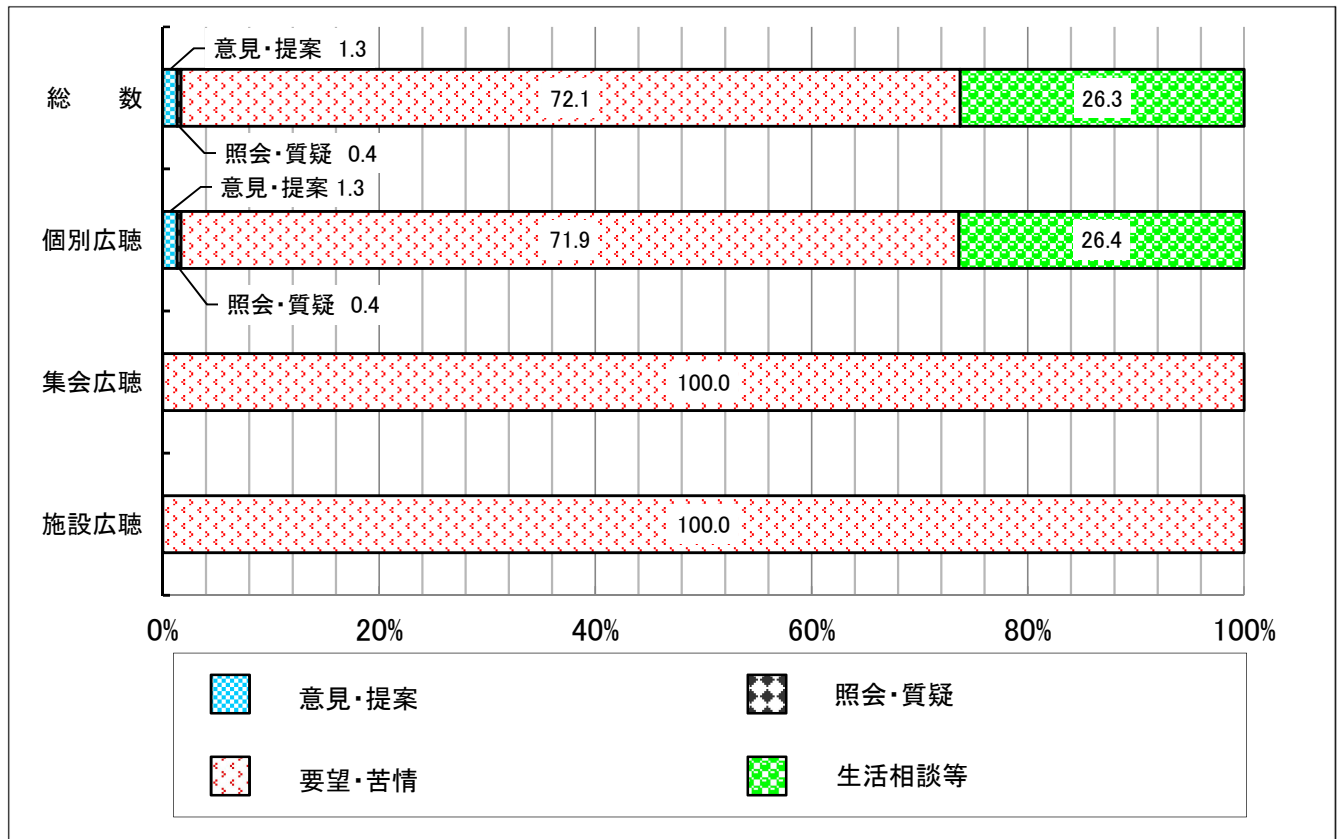 意見・提案 1.3
総　　数
72.1
26.3
照会・質疑 0.4
意見・提案 1.3
個別広聴
71.9
26.4
照会・質疑 0.4
集会広聴
100.0
施設広聴
100.0
0% 20% 40% 60% 80% 100%
意見・提案 照会・質疑
要望・苦情 生活相談等